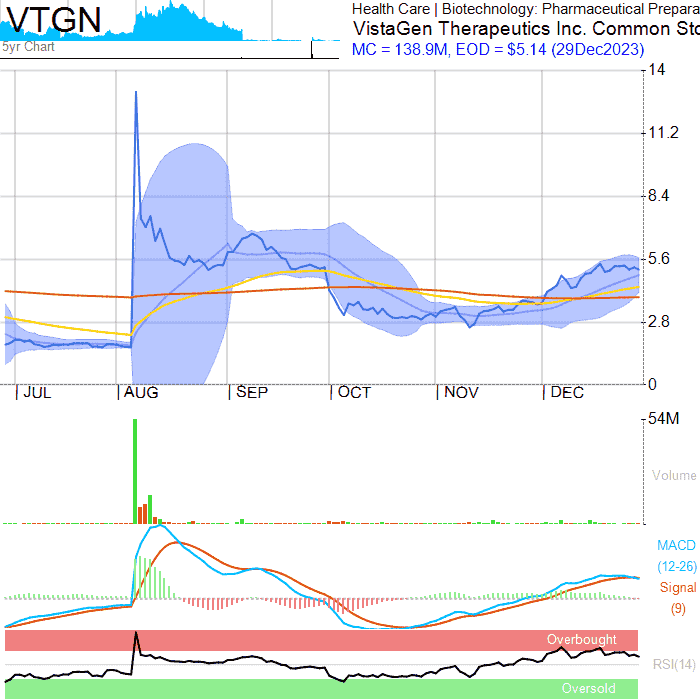 VTGN
5yr Chart
Health Care | Biotechnology: Pharmaceutical Prepara
VistaGen Therapeutics Inc. Common Sto
MC = 138.9M, EOD = $5.14 (29Dec2023)
14
11.2
8.4
5.6
2.8
0
JUL AUG SEP OCT NOV DEC
54M
Volume
MACD
(12-26)
Signal
(9)
Overbought
RSI(14)
Oversold